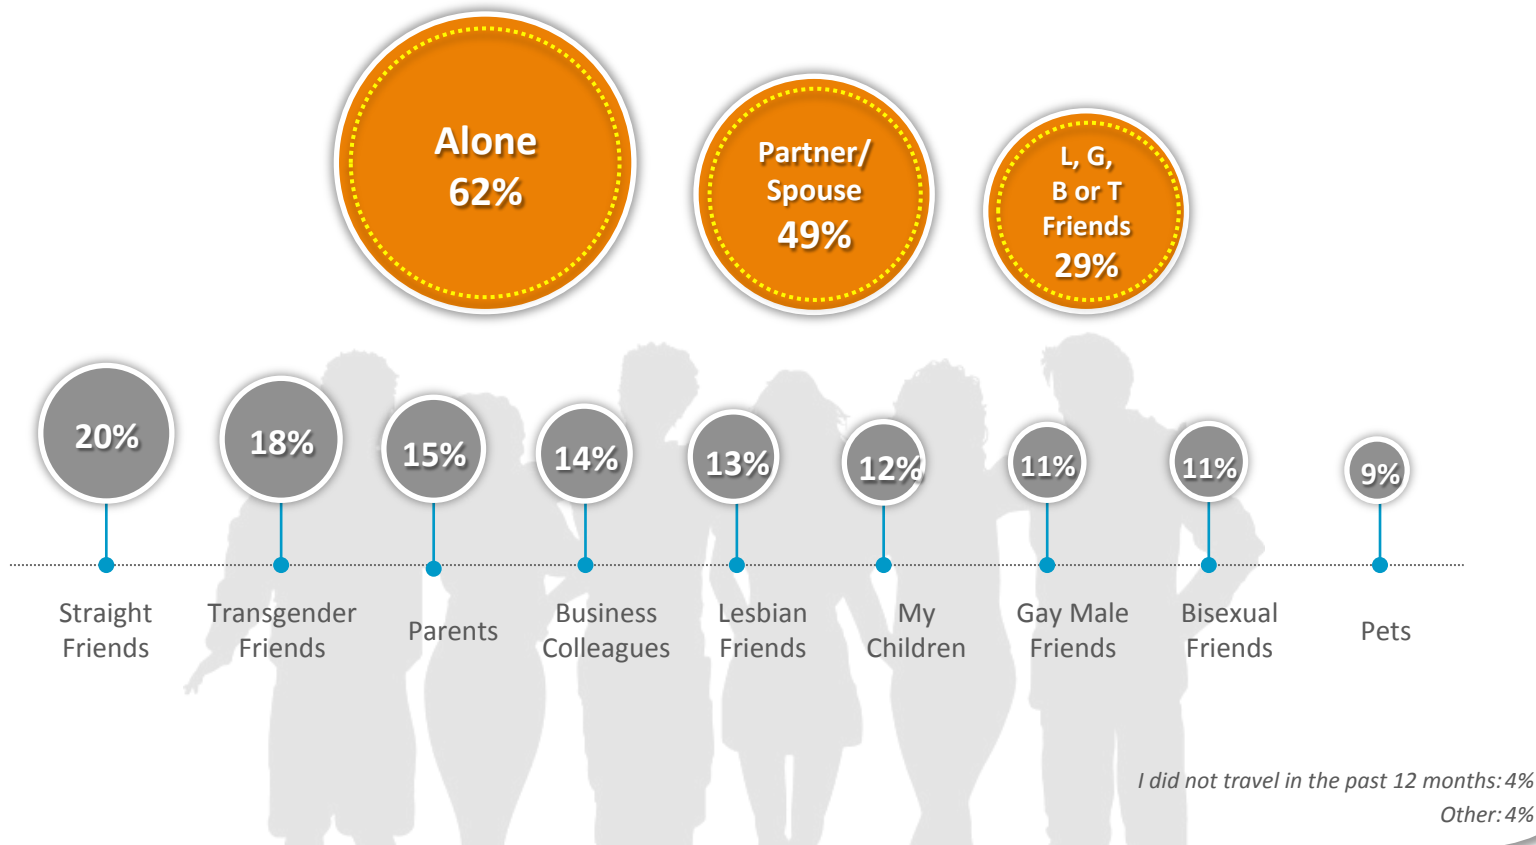 Alone
62%
Partner/
Spouse
49%
L, G,
B or T
Friends
29%
20%
18%
15%
14%
13%
12%
11%
11%
9%
Straight
Friends
Transgender
Friends
Parents
Business
Colleagues
Lesbian
Friends
My
Children
Gay Male
Friends
Bisexual
Friends
Pets
I did not travel in the past 12 months: 4%
Other: 4%